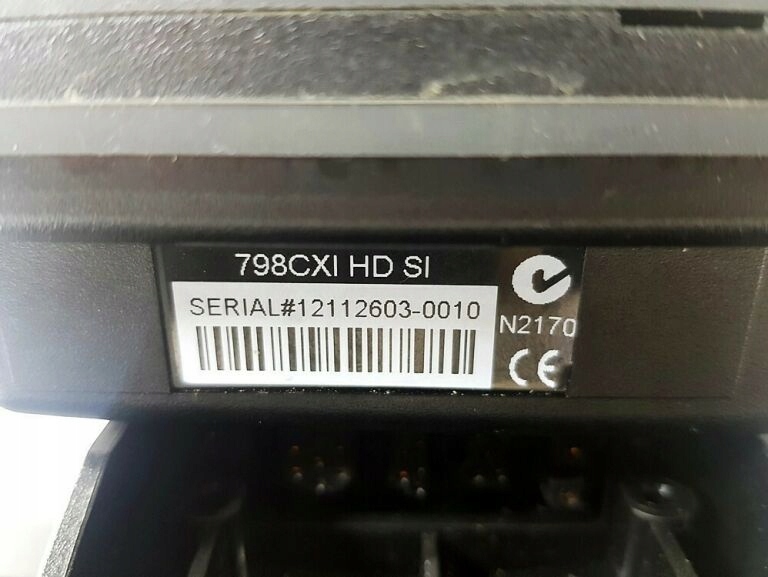 798CXI HD SI
SERIAL#12112603-0010
N2170
CE